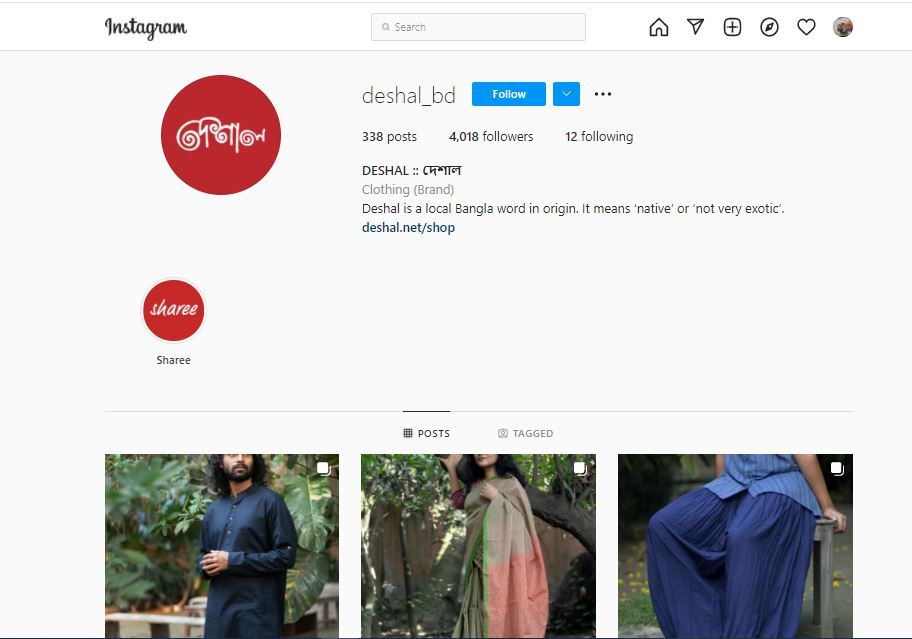 Instagram
Search
দেশাল
deshal_bd
Follow
338 posts 4,018 followers 12 following
DESHAL :: দেশাল
Clothing (Brand)
Deshal is a local Bangla word in origin. It means ‘native’ or ‘not very exotic’.
deshal.net/shop
sharee
Sharee
POSTS TAGGED